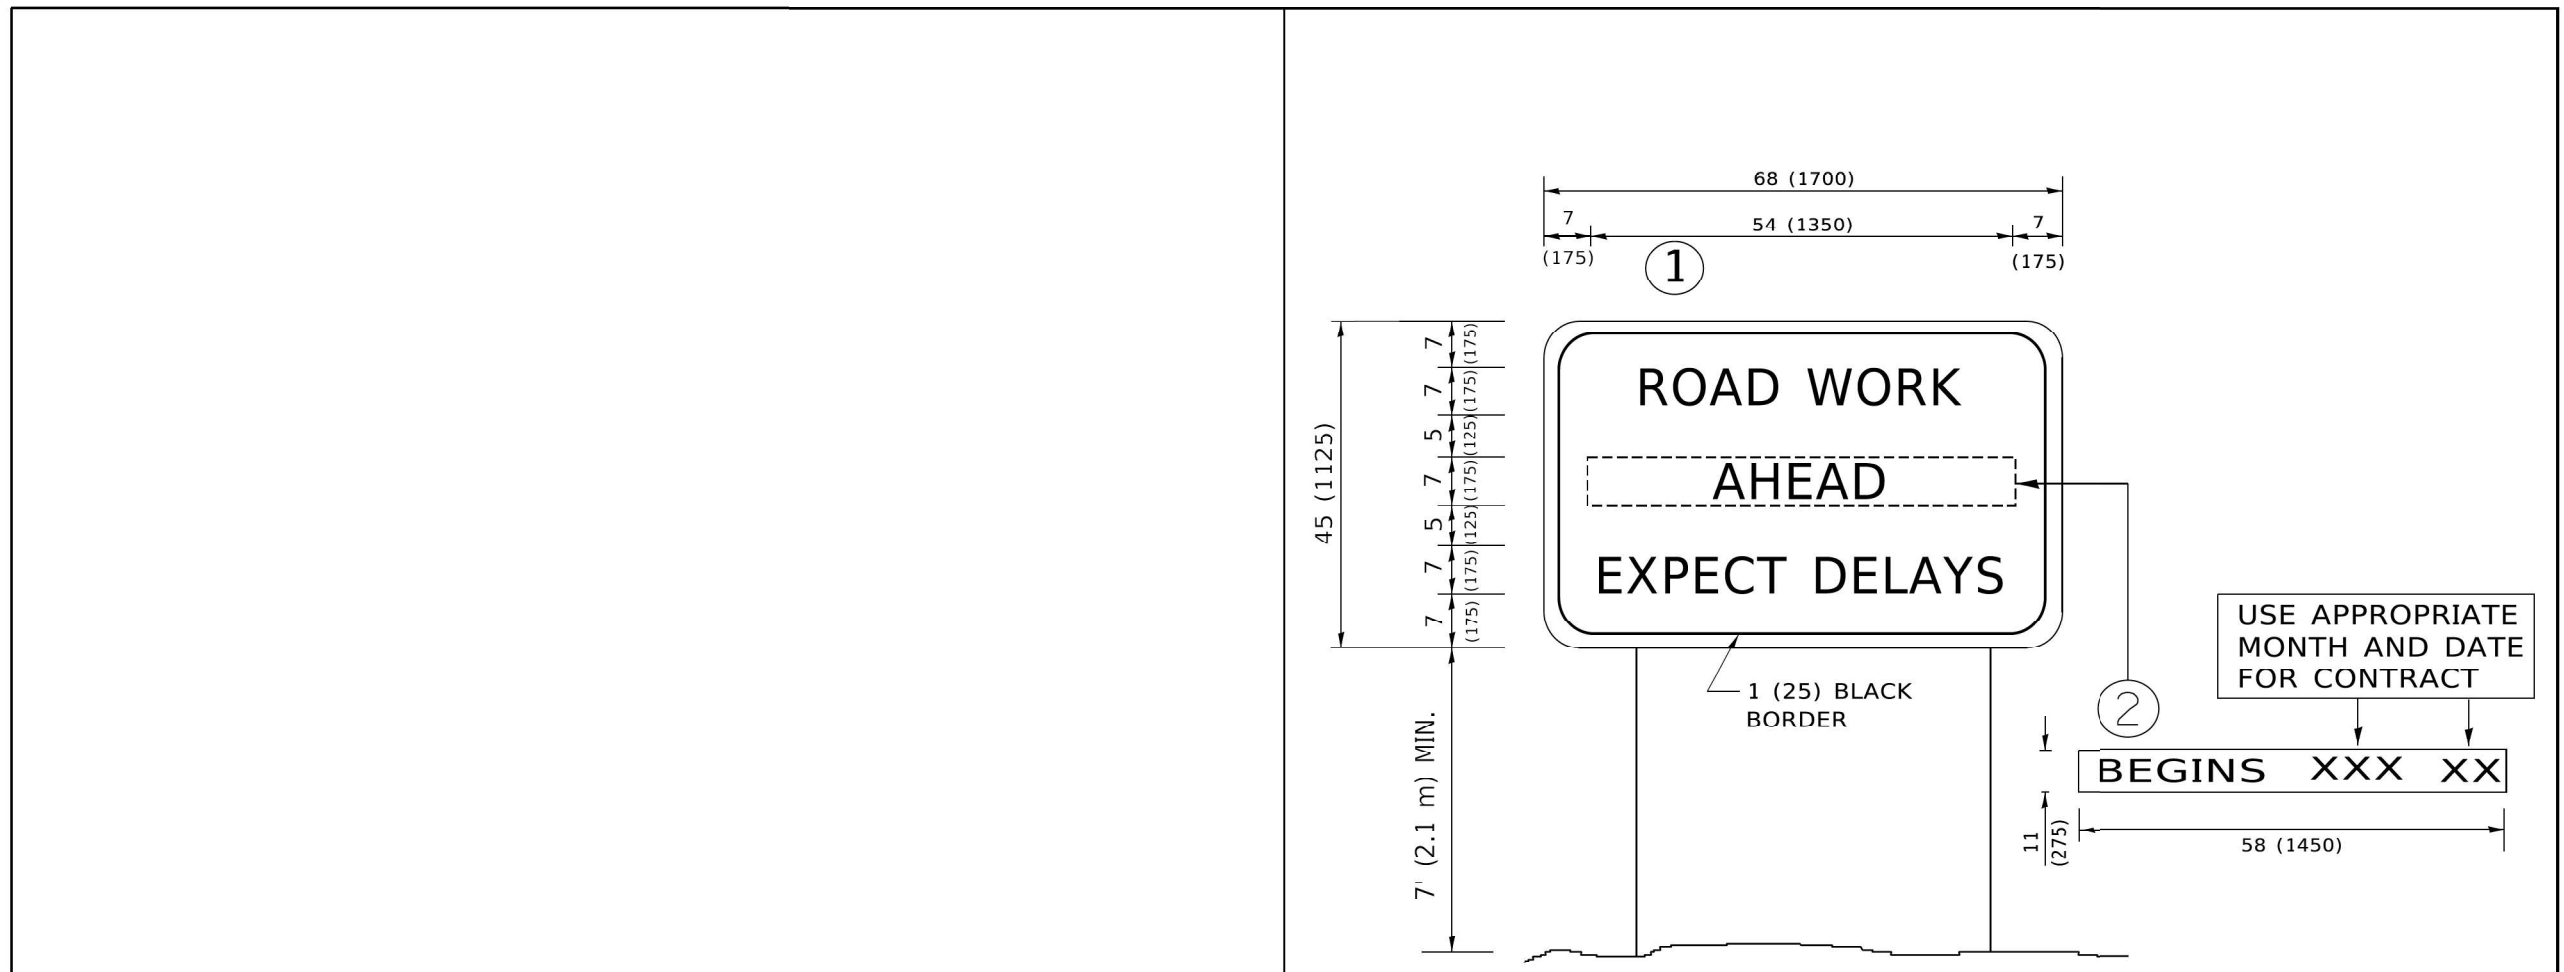 68 (1700)
7
54 (1350)
7
(175)
(175)
1
45 (1125)
7
(175)
7
(175)
5
(125)
7
(175)
5
(125)
7
(175)
7
(175)
ROAD WORK
AHEAD
EXPECT DELAYS
1 (25) BLACK
BORDER
7' (2.1 m) MIN.
2
USE APPROPRIATE
MONTH AND DATE
FOR CONTRACT
BEGINS XXX XX
11
(275)
58 (1450)